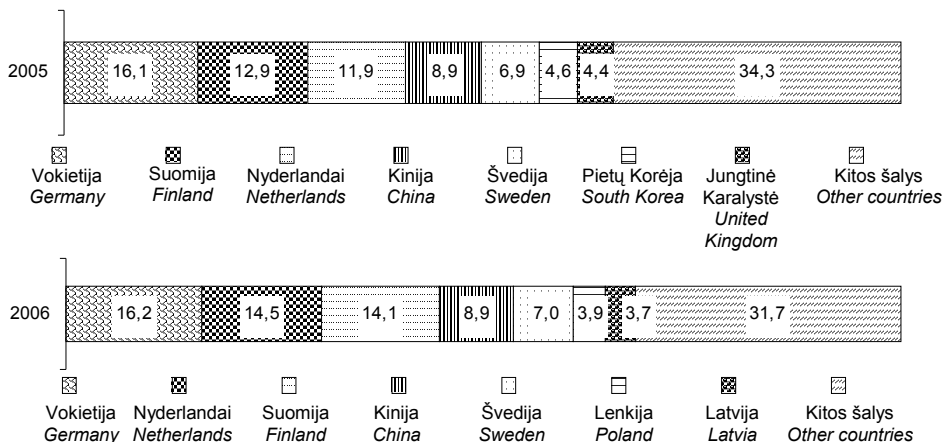 2005
16,1 12,9 11,9 8,9 6,9 4,6 4,4 34,3
Vokietija Suomija Nyderlandai Kinija Švedija Pietų Korėja Jungtinė Kitos šalys
Germany Finland Netherlands China Sweden South Korea Karalystė Other countries
United
Kingdom
2006
16,2 14,5 14,1 8,9 7,0 3,9 3,7 31,7
Vokietija Nyderlandai Suomija Kinija Švedija Lenkija Latvija Kitos šalys
Germany Netherlands Finland China Sweden Poland Latvia Other countries